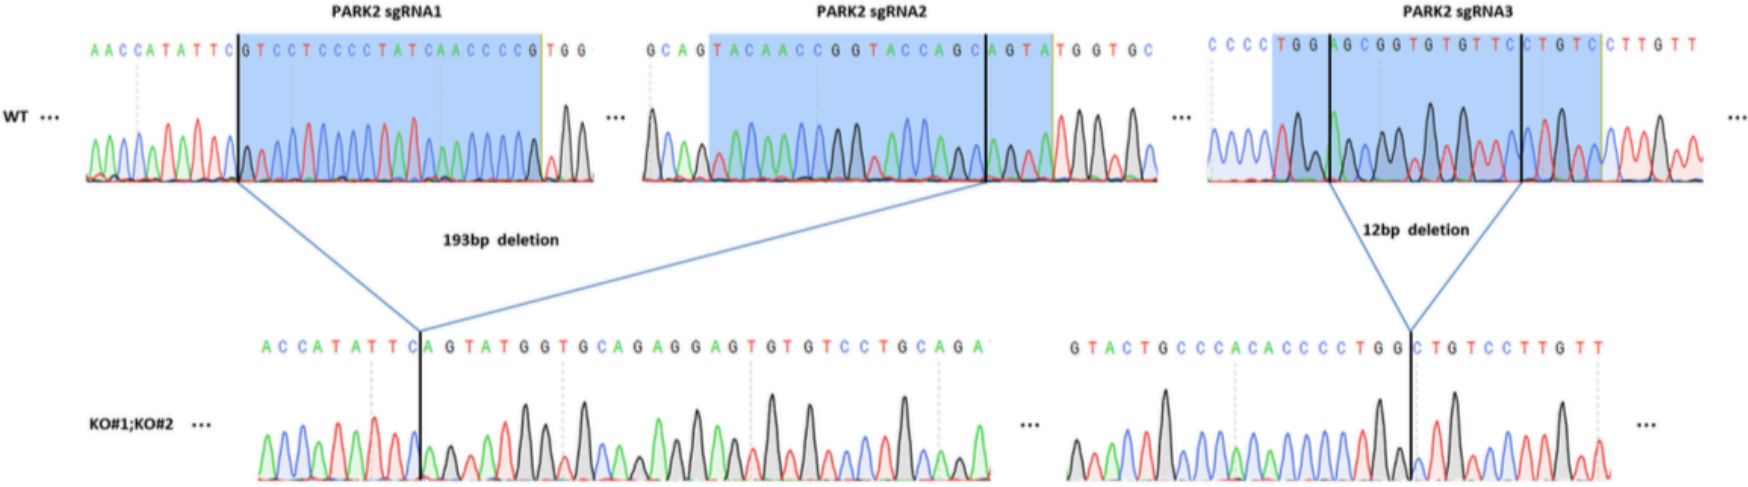 PARK2 sgRNA1 PARK2 sgRNA2 PARK2 sgRNA3
AACCATATTCGTCCTCCCCTATCAACCCCGTGG GCAGTACAACCGGTACCAGCAGTATGGTGC CCCCTGGAGCGGTGTGTTCCTGTCCTTGTT
WT ... ... ... ...
193bp deletion 12bp deletion
ACCATATTCAGTATGGTGCAGAGGAGTGTGTCCTGCAGA GTACTGCCCACACCCCTGGCTGTCCTTGTT
KO#1;KO#2 ... ... ...